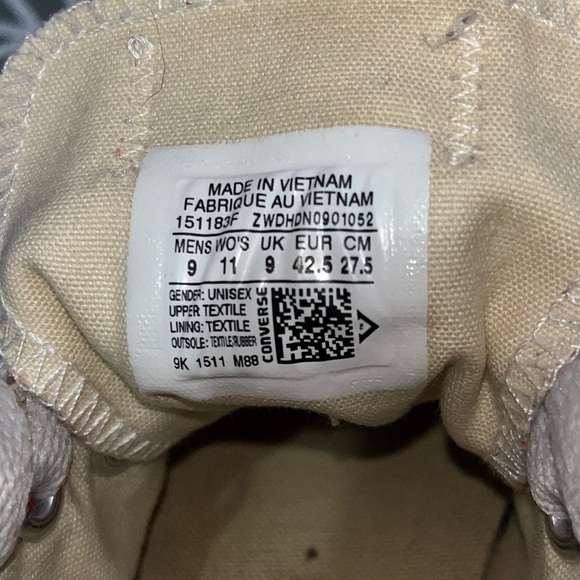 MADE IN VIETNAM
FABRIQUE AU VIETNAM
151183F ZWDHDN0901052
MENS WO'S UK EUR CM
9 11 9 42.5 27.5
GENDER: UNISEX
UPPER TEXTILE
LINING: TEXTILE
OUTSOLE: TEXTILE/RUBBER
9K 1511 M88
CONVERSE